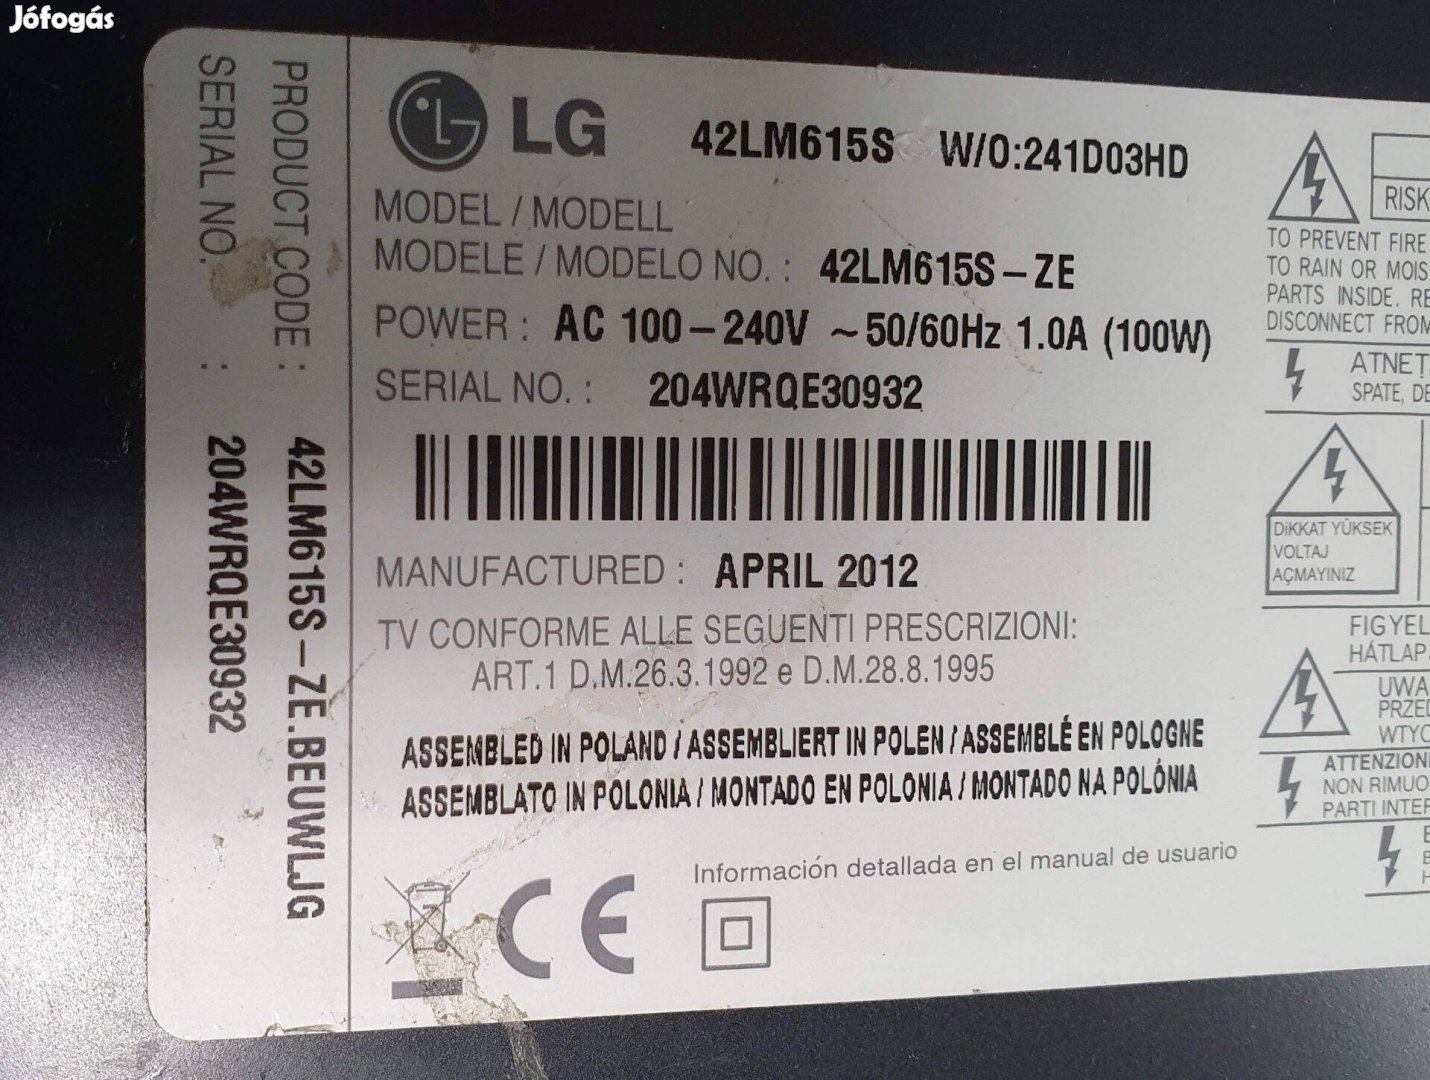 Jófogás
PRODUCT CODE : 42LM615S-ZE.BEUWLJG
SERIAL NO. : 204WRQE30932
LG 42LM615S W/O:241D03HD
MODEL / MODELL
MODELE / MODELO NO. : 42LM615S-ZE
POWER : AC 100-240V ~50/60Hz 1.0A (100W)
SERIAL NO. : 204WRQE30932
MANUFACTURED : APRIL 2012
TV CONFORME ALLE SEGUENTI PRESCRIZIONI:
ART.1 D.M.26.3.1992 e D.M.28.8.1995
ASSEMBLED IN POLAND / ASSEMBLIERT IN POLEN / ASSEMBLÉ EN POLOGNE
ASSEMBLATO IN POLONIA / MONTADO EN POLONIA / MONTADO NA POLÓNIA
Información detallada en el manual de usuario
CE
RISK
TO PREVENT FIRE
TO RAIN OR MOIS
PARTS INSIDE. RE
DISCONNECT FROM
ATNEȚ
SPATE, DE
DİKKAT YÜKSEK
VOLTAJ
AÇMAYINIZ
FIGYEL
HÁTLAP
UWA
PRZED
WTYC
ATTENZION
NON RIMUO
PARTI INTER